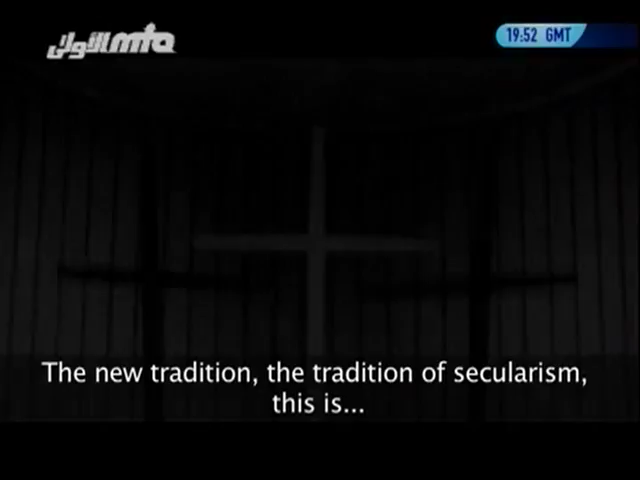 mta الأولى
19:52 GMT
The new tradition, the tradition of secularism,
this is...